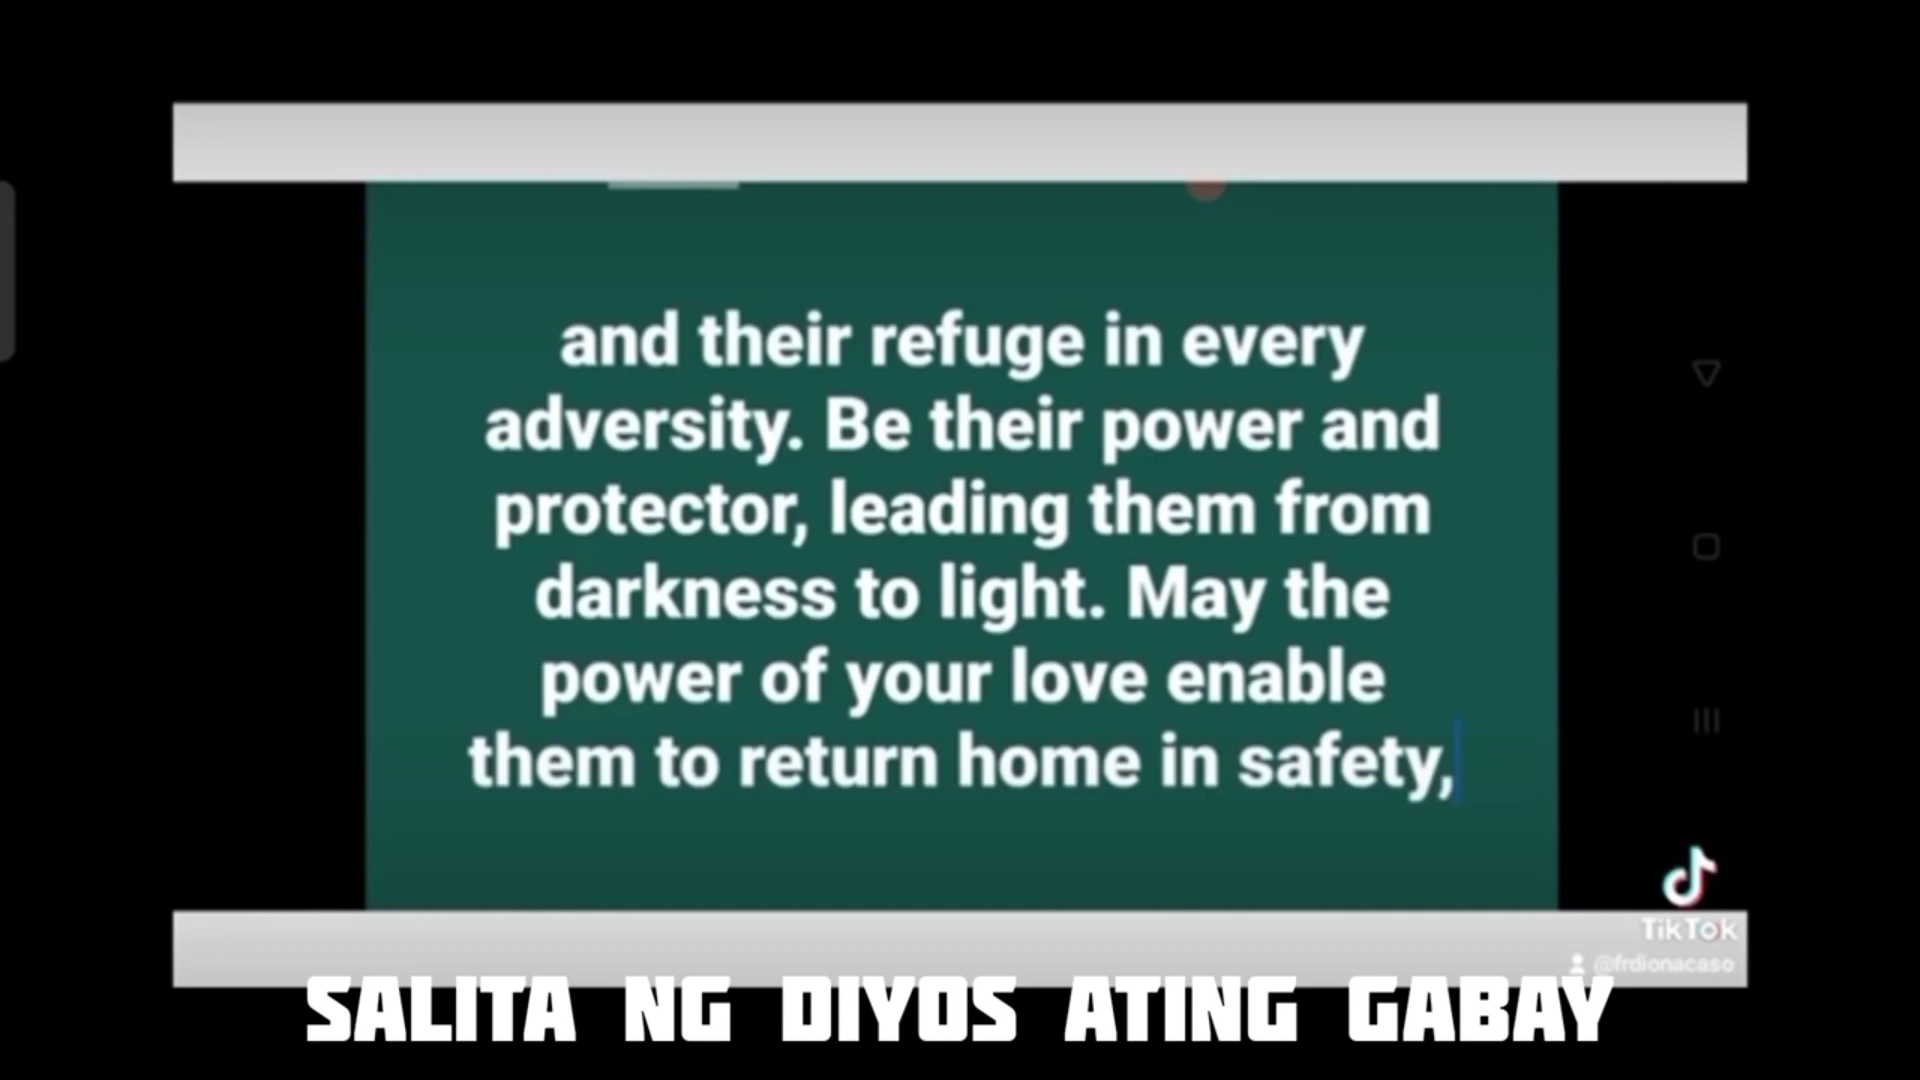 and their refuge in every
adversity. Be their power and
protector, leading them from
darkness to light. May the
power of your love enable
them to return home in safety,
TikTok
@frdionacaso
SALITA NG DIYOS ATING GABAY